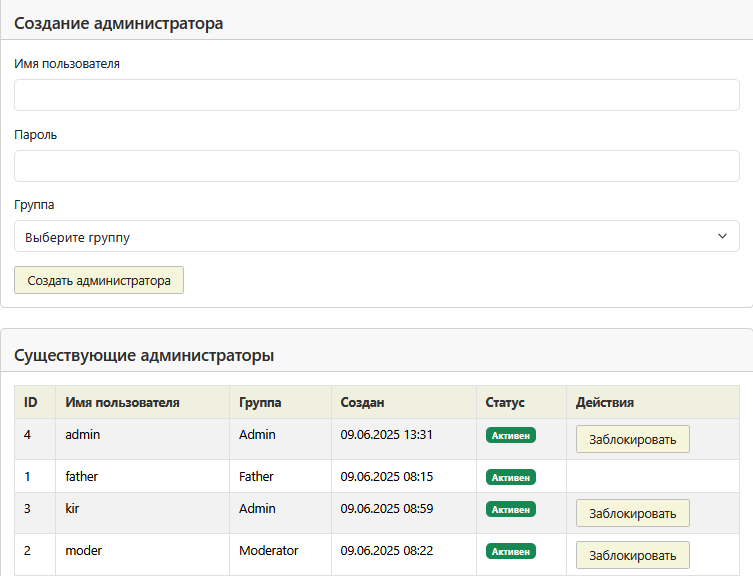 Создание администратора
Имя пользователя
Пароль
Группа
Выберите группу
Создать администратора
Существующие администраторы
ID Имя пользователя Группа Создан Статус Действия
4 admin Admin 09.06.2025 13:31 Активен Заблокировать
1 father Father 09.06.2025 08:15 Активен
3 kir Admin 09.06.2025 08:59 Активен Заблокировать
2 moder Moderator 09.06.2025 08:22 Активен Заблокировать